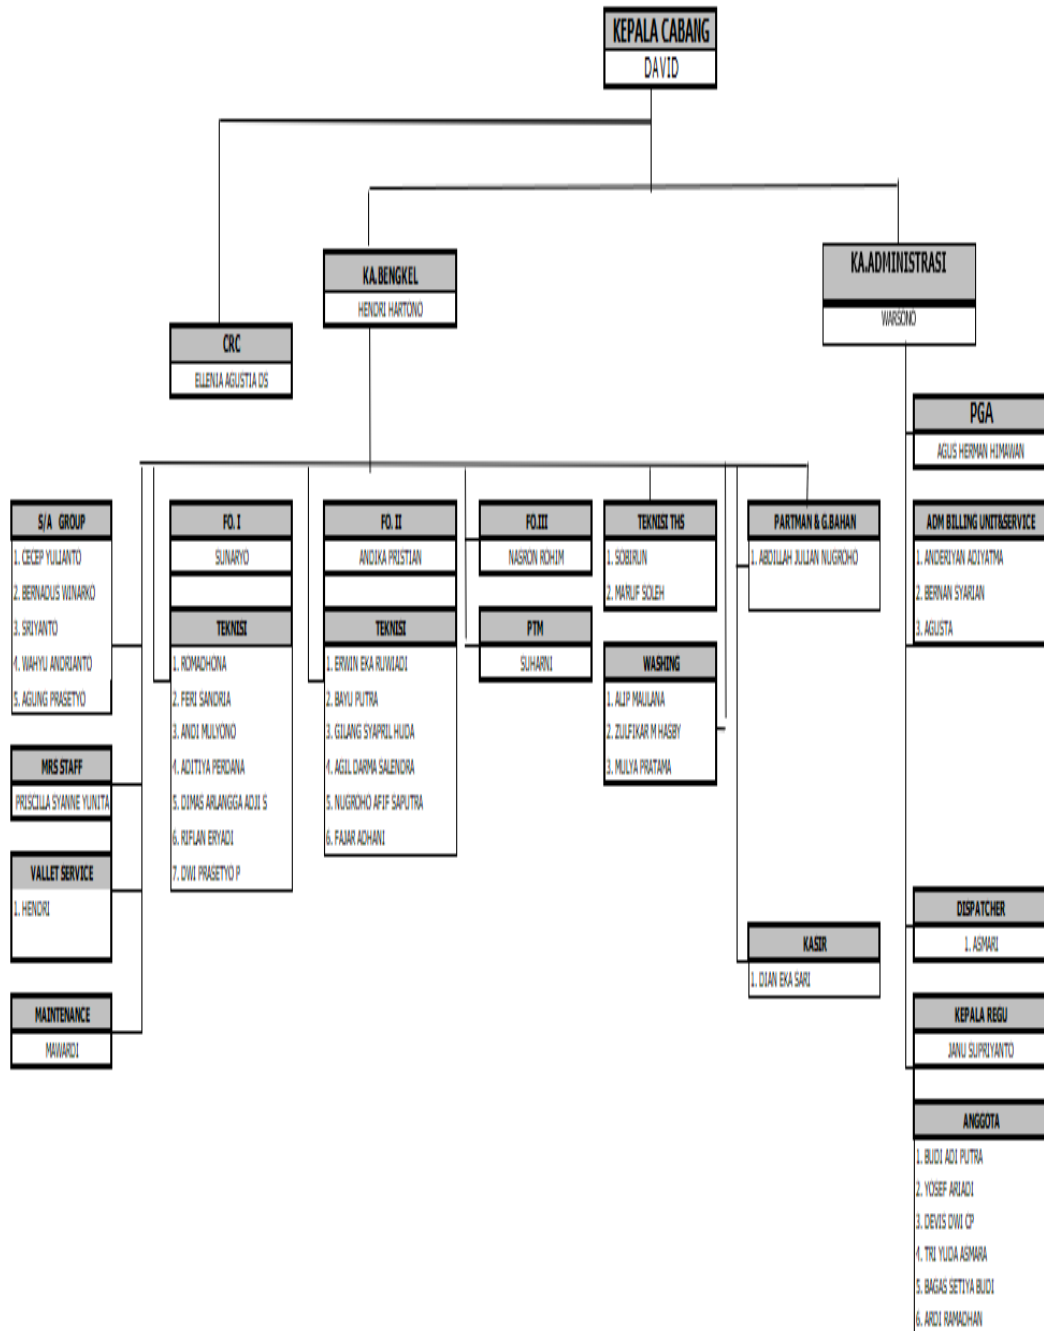 KEPALA CABANG
DAVID
KA.BENGKEL
HENDRI HARTONO
KA.ADMINISTRASI
WARSONO
CRC
ELLENIA AGUSTIA DS
PGA
AGUS HERMAN HIMAWAN
S/A GROUP
1. CECEP YULIANTO
2. BERNADUS WINARKO
3. SRIYANTO
4. WAHYU ANDRIANTO
5. AGUNG PRASETYO
MRS STAFF
PRISCILLA SYANNE YUNITA
VALLET SERVICE
1. HENDRI
MAINTENANCE
MAWARDI
FO. I
SUNARYO
TEKNISI
1. ROMADHONA
2. FERI SANDRIA
3. ANDI MULYONO
4. ADITIYA PERDANA
5. DIMAS ARLANGGA ADJI S
6. RIFLAN ERYADI
7. DWI PRASETYO P
FO. II
ANDIKA PRISTIAN
TEKNISI
1. ERWIN EKA RUWIADI
2. BAYU PUTRA
3. GILANG SYAPRIL HUDA
4. AGIL DARMA SALENDRA
5. NUGROHO AFIF SAPUTRA
6. FAJAR ADHANI
FO.III
NASRON ROHIM
PTM
SUHARNI
TEKNISI THS
1. SOBIRUN
2. MARUF SOLEH
WASHING
1. ALIP MAULANA
2. ZULFIKAR M HASBY
3. MULYA PRATAMA
PARTMAN & G.BAHAN
1. ABDILLAH JULIAN NUGROHO
KASIR
1. DIAN EKA SARI
ADM BILLING UNIT&SERVICE
1. ANDERIYAN ADIYATMA
2. BERNAN SYARIAN
3. AGUSTA
DISPATCHER
1. ASMARI
KEPALA REGU
JANU SUPRIYANTO
ANGGOTA
1. BUDI ADI PUTRA
2. YOSEF ARIADI
3. DEVIS DWI CP
4. TRI YUDA ASMARA
5. BAGAS SETIYA BUDI
6. ARDI RAMADHAN